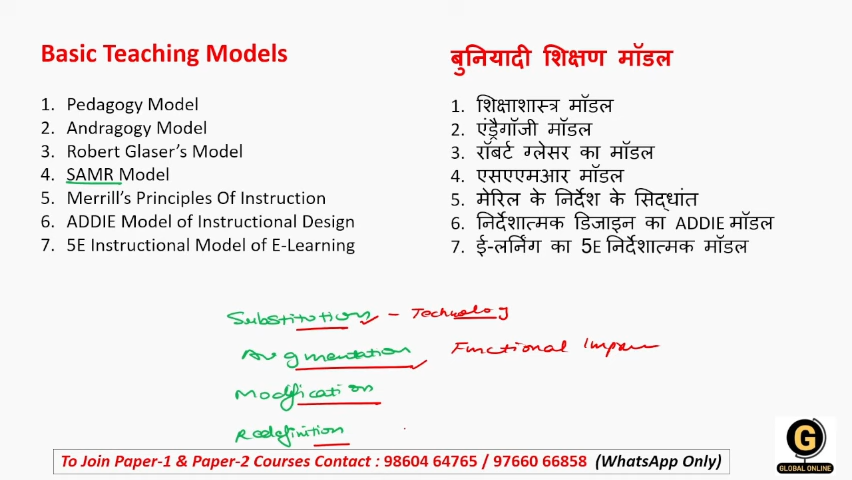 Basic Teaching Models
1. Pedagogy Model
2. Andragogy Model
3. Robert Glaser's Model
4. SAMR Model
5. Merrill's Principles Of Instruction
6. ADDIE Model of Instructional Design
7. 5E Instructional Model of E-Learning
बुनियादी शिक्षण मॉडल
1. शिक्षाशास्त्र मॉडल
2. एंड्रैगॉजी मॉडल
3. रॉबर्ट ग्लेसर का मॉडल
4. एसएएमआर मॉडल
5. मेरिल के निर्देश के सिद्धांत
6. निर्देशात्मक डिजाइन का ADDIE मॉडल
7. ई-लर्निंग का 5E निर्देशात्मक मॉडल
Substitution - Technology
Augmentation Functional
Modification
Redefinition
To Join Paper-1 & Paper-2 Courses Contact : 98604 64765 / 97660 66858 (WhatsApp Only)
G
GLOBAL ONLINE